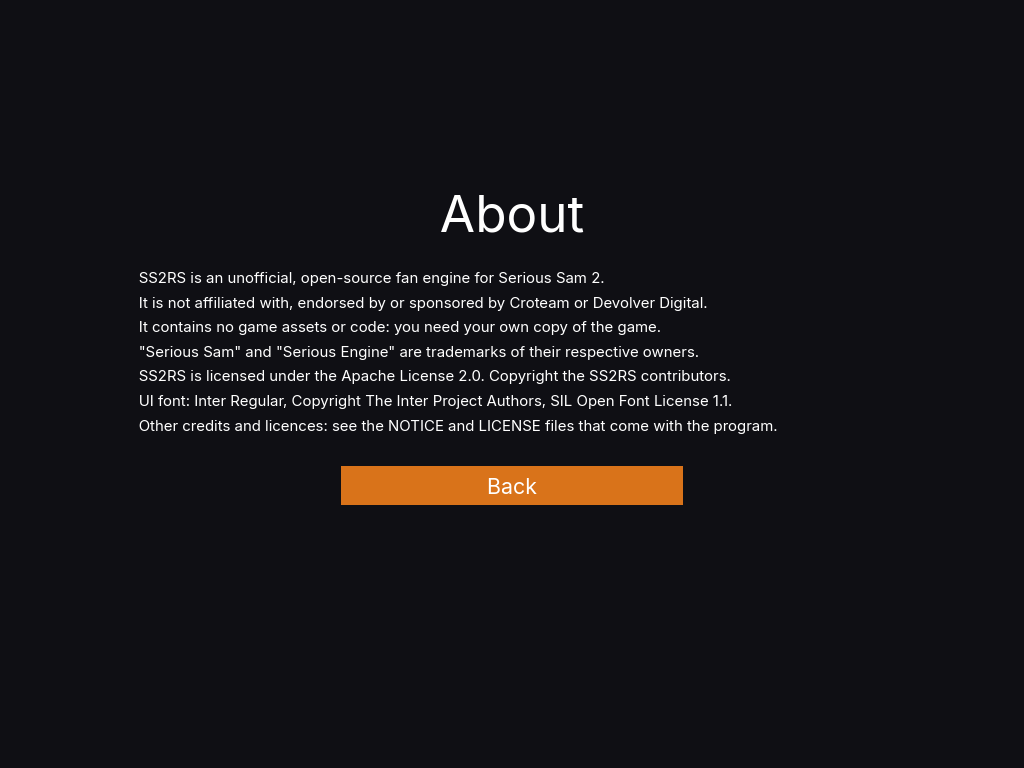 About
SS2RS is an unofficial, open-source fan engine for Serious Sam 2.
It is not affiliated with, endorsed by or sponsored by Croteam or Devolver Digital.
It contains no game assets or code: you need your own copy of the game.
"Serious Sam" and "Serious Engine" are trademarks of their respective owners.
SS2RS is licensed under the Apache License 2.0. Copyright the SS2RS contributors.
UI font: Inter Regular, Copyright The Inter Project Authors, SIL Open Font License 1.1.
Other credits and licences: see the NOTICE and LICENSE files that come with the program.
Back